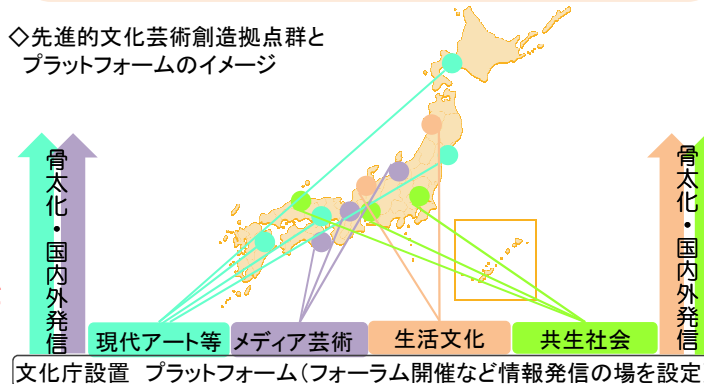 ◇先進的文化芸術創造拠点群と
プラットフォームのイメージ
骨太化・国内外発信
骨太化・国内外発信
現代アート等
メディア芸術
生活文化
共生社会
文化庁設置 プラットフォーム(フォーラム開催など情報発信の場を設定